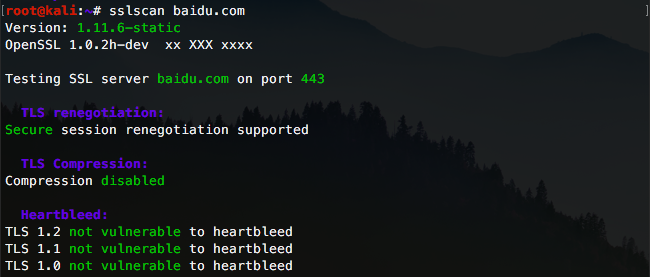 [root@kali:~# sslscan baidu.com ]
Version: 1.11.6-static
OpenSSL 1.0.2h-dev  xx XXX xxxx
Testing SSL server baidu.com on port 443
TLS renegotiation:
Secure session renegotiation supported
TLS Compression:
Compression disabled
Heartbleed:
TLS 1.2 not vulnerable to heartbleed
TLS 1.1 not vulnerable to heartbleed
TLS 1.0 not vulnerable to heartbleed